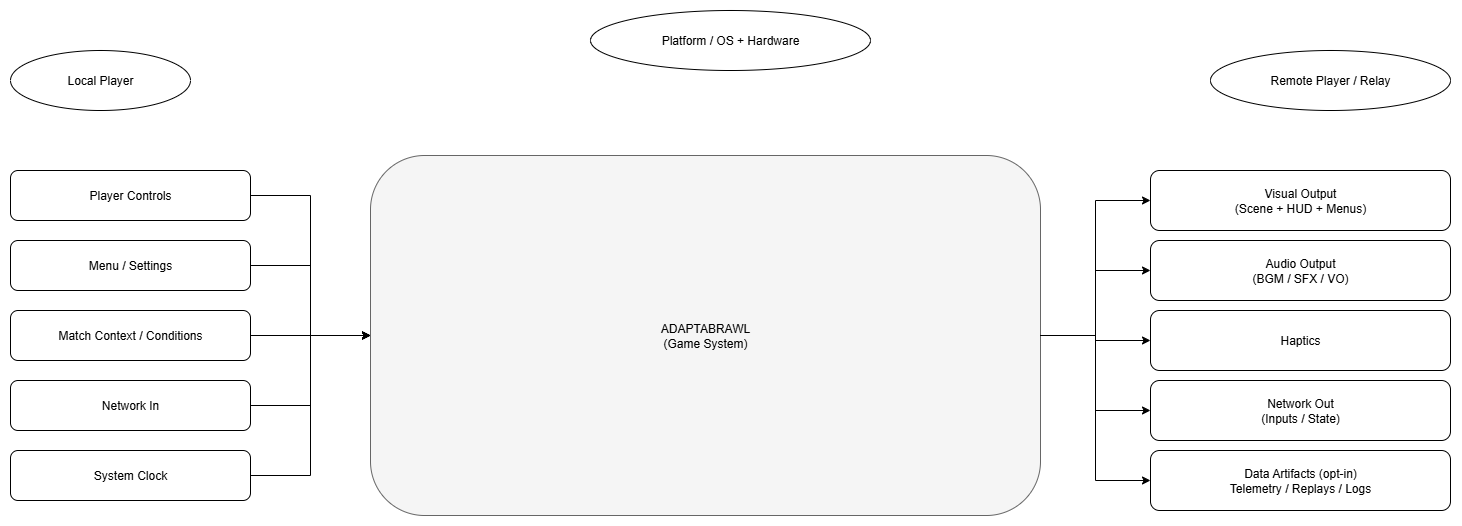 Platform / OS + Hardware
Local Player
Remote Player / Relay
Player Controls
Menu / Settings
Match Context / Conditions
Network In
System Clock
ADAPTABRAWL
(Game System)
Visual Output
(Scene + HUD + Menus)
Audio Output
(BGM / SFX / VO)
Haptics
Network Out
(Inputs / State)
Data Artifacts (opt-in)
Telemetry / Replays / Logs